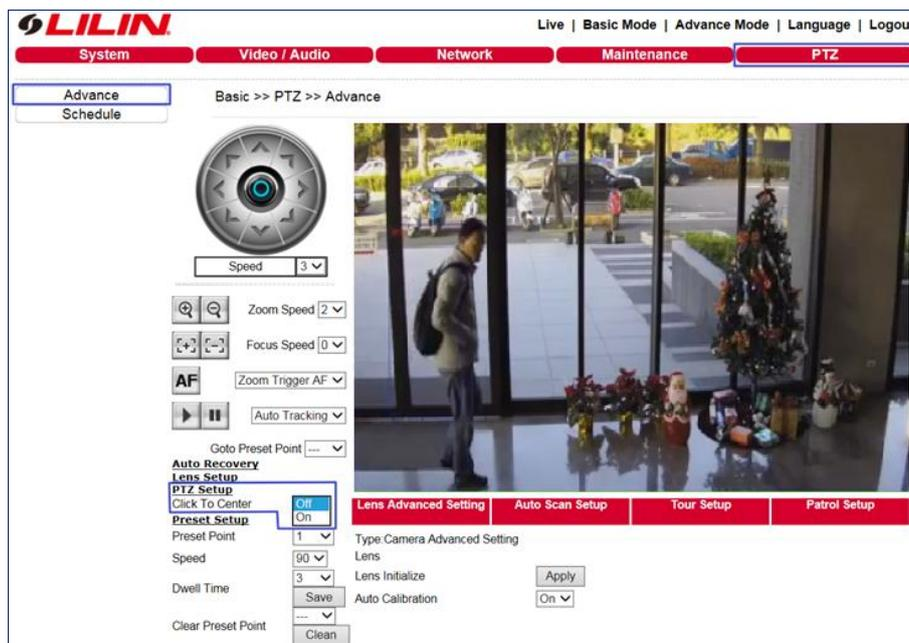 LILIN
Live | Basic Mode | Advance Mode | Language | Logou
System Video / Audio Network Maintenance PTZ
Advance
Schedule
Basic >> PTZ >> Advance
Speed 3
Zoom Speed 2
Focus Speed 0
AF Zoom Trigger AF
Auto Tracking
Goto Preset Point ---
Auto Recovery
Lens Setup
PTZ Setup
Click To Center Off
On
Preset Setup
Preset Point 1
Speed 90
Dwell Time 3
Save
Clear Preset Point ---
Clean
Lens Advanced Setting Auto Scan Setup Tour Setup Patrol Setup
Type:Camera Advanced Setting
Lens
Lens Initialize Apply
Auto Calibration On